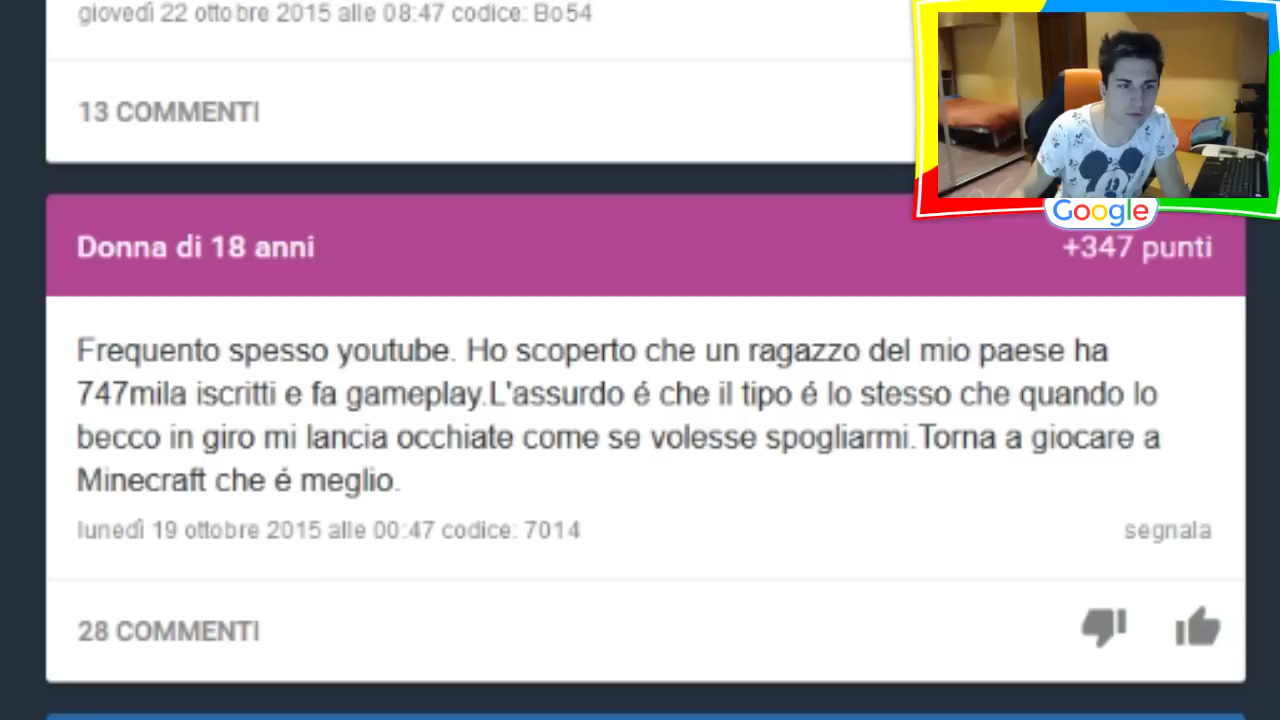 giovedì 22 ottobre 2015 alle 08:47 codice: Bo54
13 COMMENTI
Google
Donna di 18 anni
+347 punti
Frequento spesso youtube. Ho scoperto che un ragazzo del mio paese ha
747mila iscritti e fa gameplay.L'assurdo é che il tipo é lo stesso che quando lo
becco in giro mi lancia occhiate come se volesse spogliarmi.Torna a giocare a
Minecraft che é meglio.
lunedì 19 ottobre 2015 alle 00:47 codice: 7014
segnala
28 COMMENTI